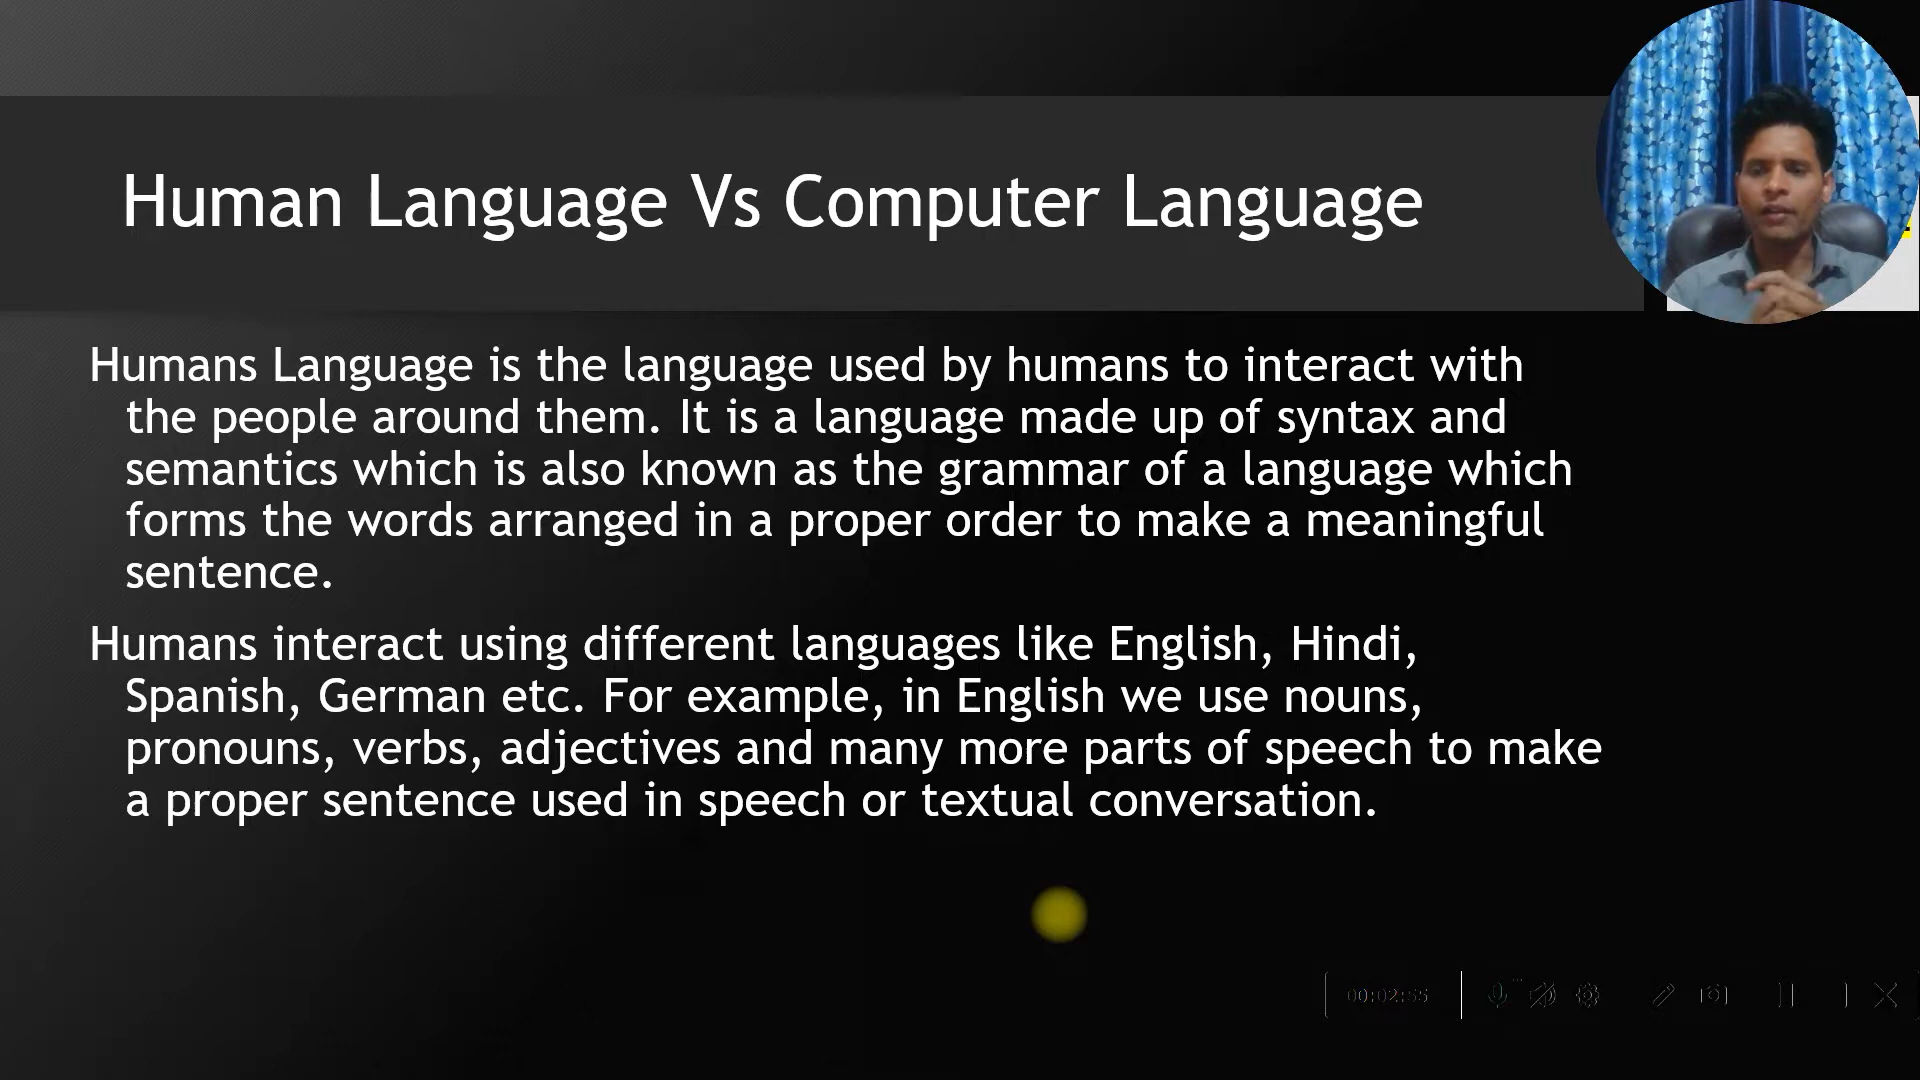 Human Language Vs Computer Language
Humans Language is the language used by humans to interact with
the people around them. It is a language made up of syntax and
semantics which is also known as the grammar of a language which
forms the words arranged in a proper order to make a meaningful
sentence.
Humans interact using different languages like English, Hindi,
Spanish, German etc. For example, in English we use nouns,
pronouns, verbs, adjectives and many more parts of speech to make
a proper sentence used in speech or textual conversation.
00:02:55